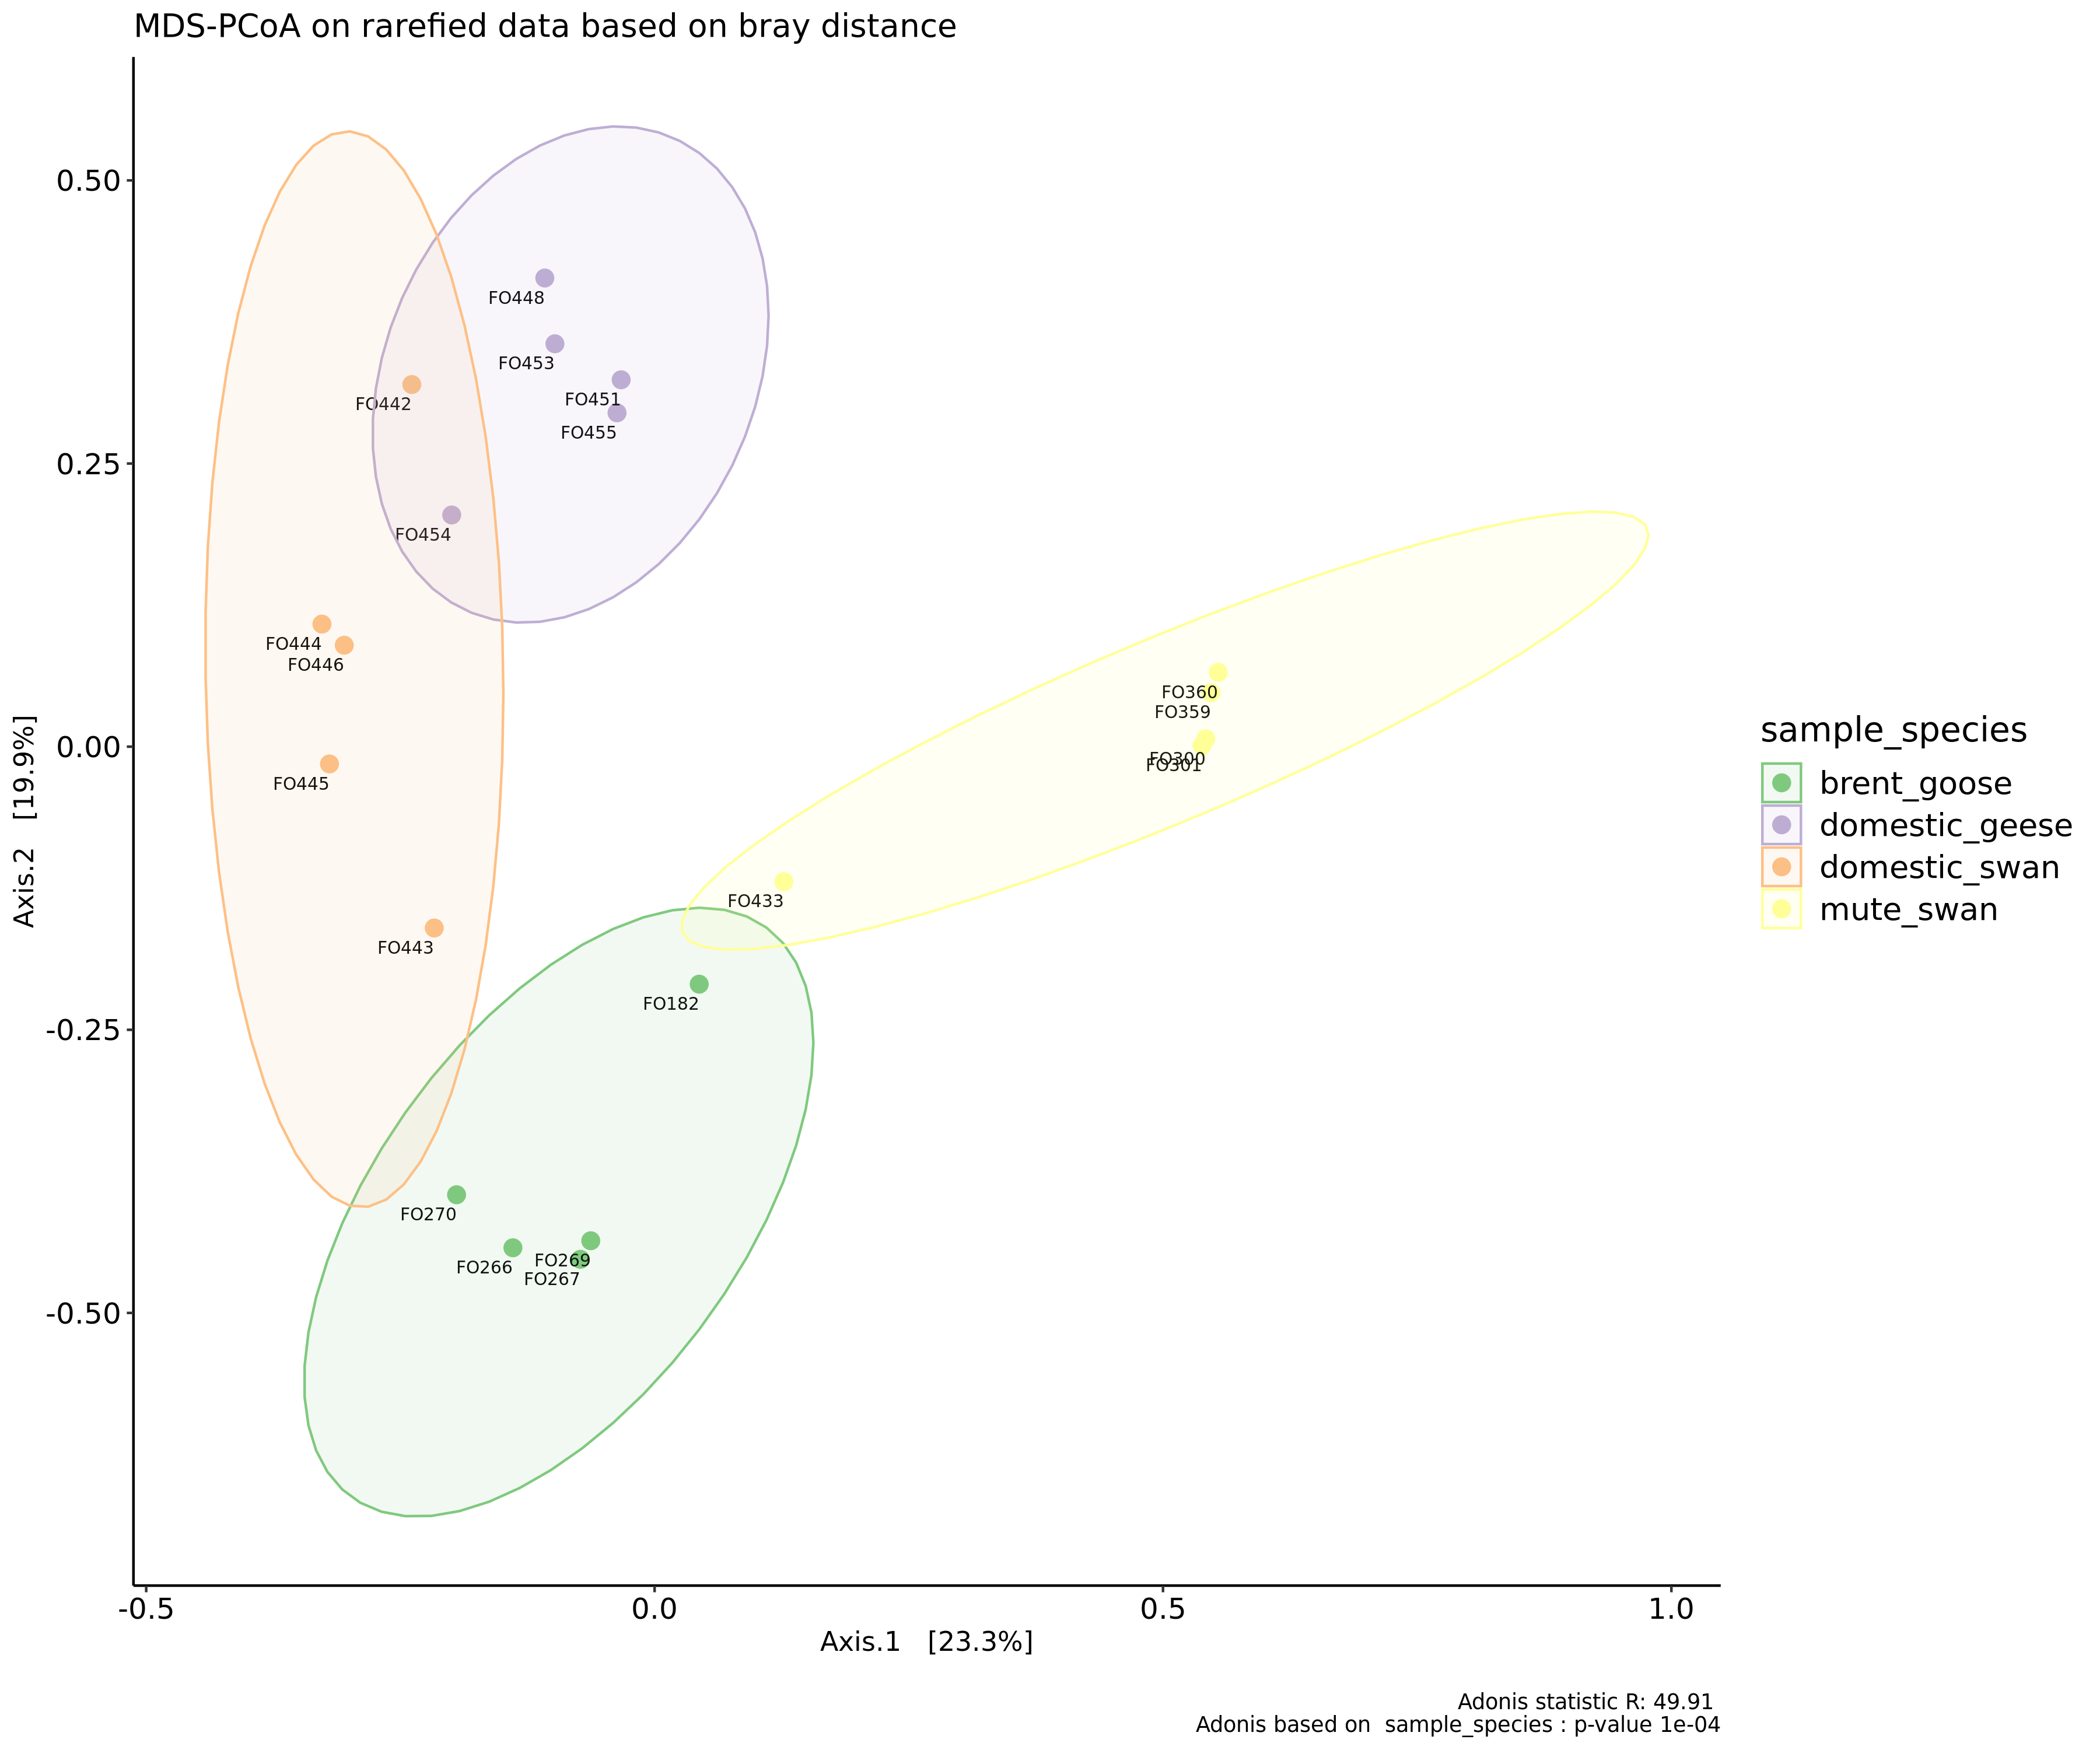 MDS-PCoA on rarefied data based on bray distance
0.50
0.25
0.00
-0.25
-0.50
Axis.2   [19.9%]
FO448
FO453
FO451
FO442
FO455
FO454
FO444
FO446
FO360
FO359
FO300
FO301
FO445
FO433
FO443
FO182
FO270
FO269
FO266
FO267
sample_species
brent_goose
domestic_geese
domestic_swan
mute_swan
-0.5
0.0
0.5
1.0
Axis.1   [23.3%]
Adonis statistic R: 49.91
Adonis based on  sample_species : p-value 1e-04